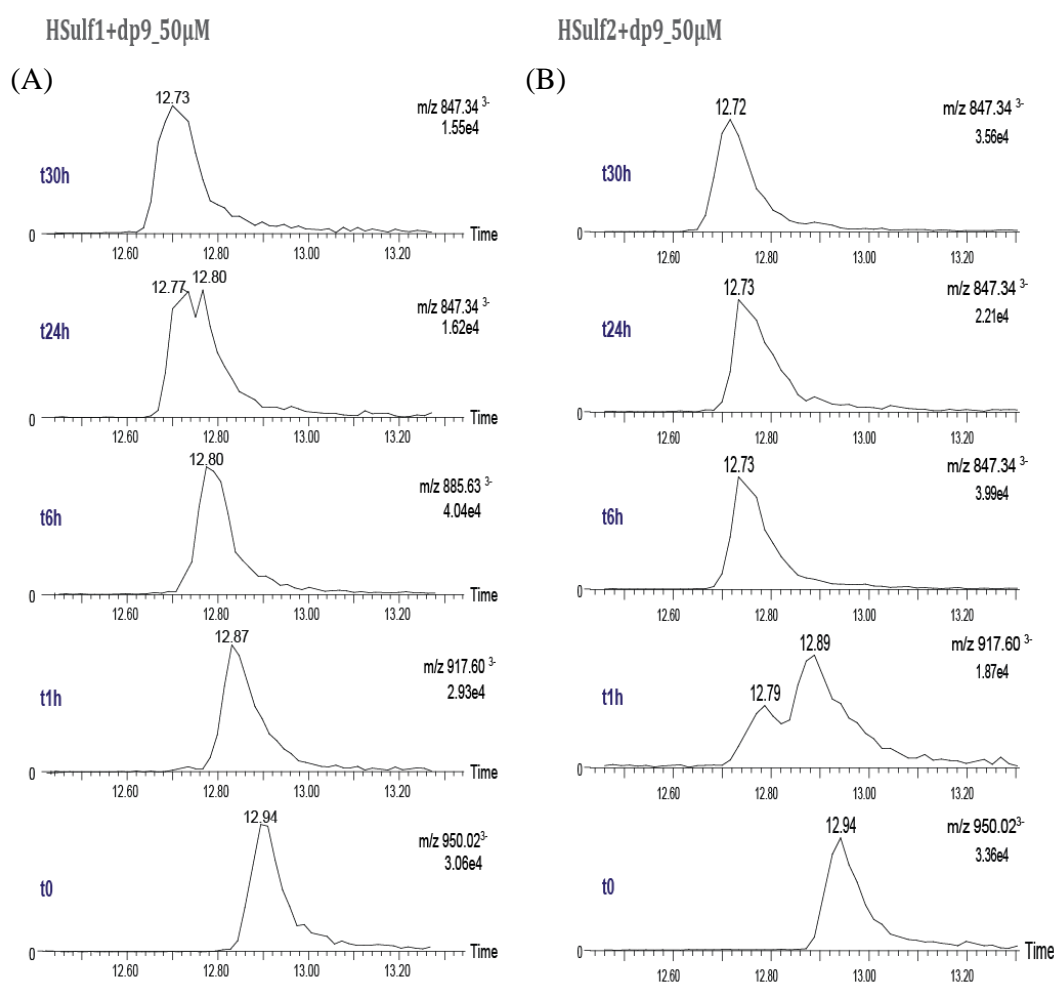 HSulf1+dp9_50µM
(A)
12.73
m/z 847.34 3-
1.55e4
t30h
0
Time
12.60 12.80 13.00 13.20
12.77 12.80
m/z 847.34 3-
1.62e4
t24h
0
Time
12.60 12.80 13.00 13.20
12.80
m/z 885.63 3-
4.04e4
t6h
0
Time
12.60 12.80 13.00 13.20
12.87
m/z 917.60 3-
2.93e4
t1h
0
Time
12.60 12.80 13.00 13.20
12.94
m/z 950.02 3-
3.06e4
t0
0
Time
12.60 12.80 13.00 13.20
HSulf2+dp9_50µM
(B)
12.72
m/z 847.34 3-
3.56e4
t30h
0
12.60 12.80 13.00 13.20
12.73
m/z 847.34 3-
2.21e4
t24h
0
12.60 12.80 13.00 13.20
12.73
m/z 847.34 3-
3.99e4
t6h
0
12.60 12.80 13.00 13.20
12.89
m/z 917.60 3-
1.87e4
12.79
t1h
0
12.60 12.80 13.00 13.20
12.94
m/z 950.02 3-
3.36e4
t0
0
Time
12.60 12.80 13.00 13.20